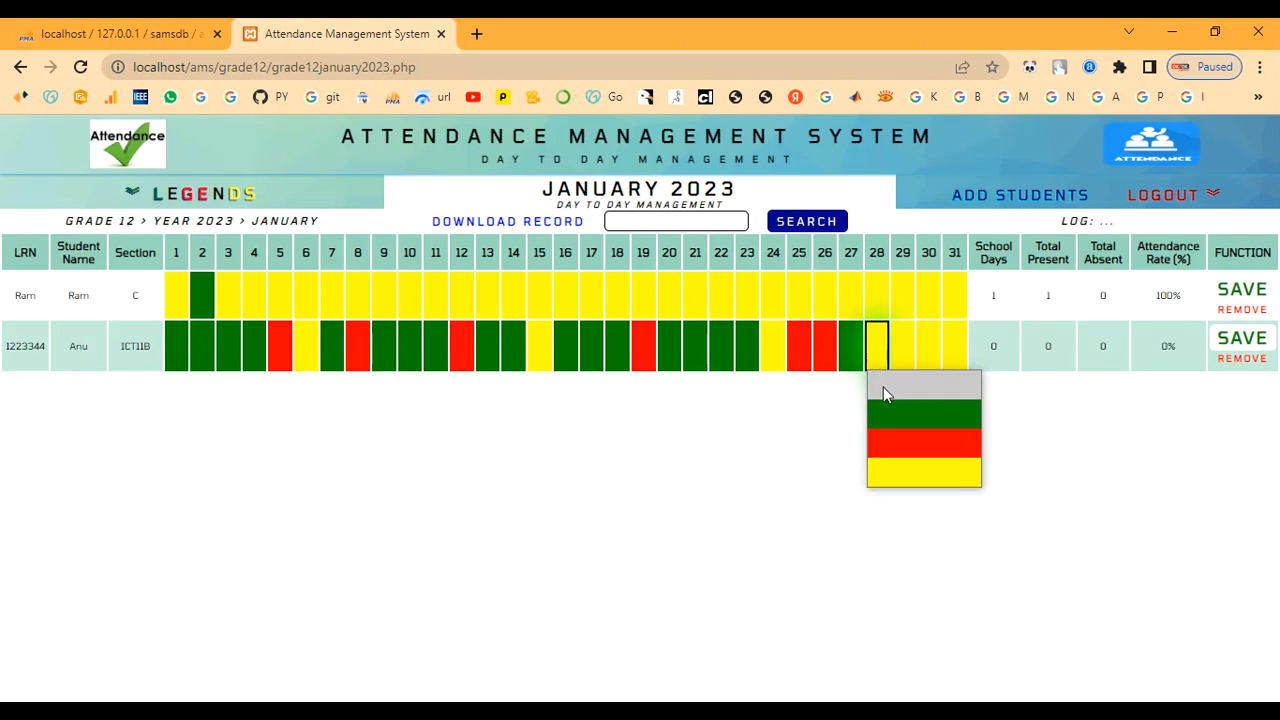 localhost / 127.0.0.1 / samsdb / a
Attendance Management System
localhost/ams/grade12/grade12january2023.php
Paused
IEEE
PY
git
PMA
url
Go
K
B
M
N
A
P
I
Attendance
ATTENDANCE MANAGEMENT SYSTEM
DAY TO DAY MANAGEMENT
ATTENDANCE
LEGENDS
JANUARY 2023
DAY TO DAY MANAGEMENT
ADD STUDENTS
LOGOUT
GRADE 12 > YEAR 2023 > JANUARY
DOWNLOAD RECORD
SEARCH
LOG: ...
LRN Student Name Section 1 2 3 4 5 6 7 8 9 10 11 12 13 14 15 16 17 18 19 20 21 22 23 24 25 26 27 28 29 30 31 School Days Total Present Total Absent Attendance Rate (%) FUNCTION
Ram Ram C 1 1 0 100% SAVE
REMOVE
1223344 Anu ICT11B 0 0 0 0% SAVE
REMOVE